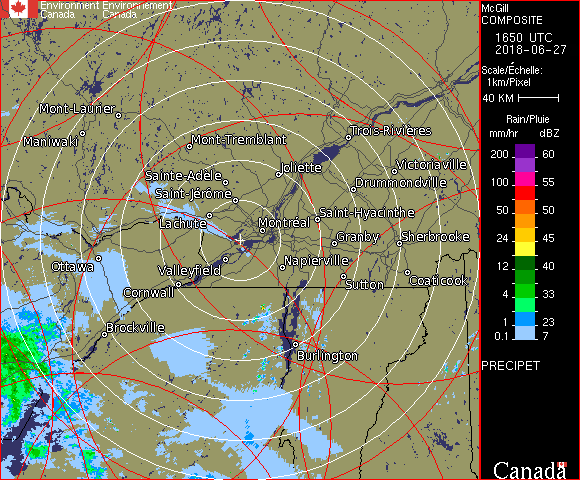 Environment Environnement
Canada Canada
McGill
COMPOSITE
1650 UTC
2018-06-27
Scale/Échelle:
1km/Pixel
40 KM
Rain/Pluie
mm/hr dBZ
200 60
100 55
50 50
24 45
12 40
4 33
1 23
0.1 7
PRECIPET
Canada
Mont-Laurier
Maniwaki
Mont-Tremblant
Trois-Rivières
Sainte-Adèle
Joliette
Victoriaville
Saint-Jérôme
Drummondville
Lachute
Saint-Hyacinthe
Montréal
Granby
Sherbrooke
Ottawa
Valleyfield
Napierville
Cornwall
Sutton
Coaticook
Brockville
Burlington